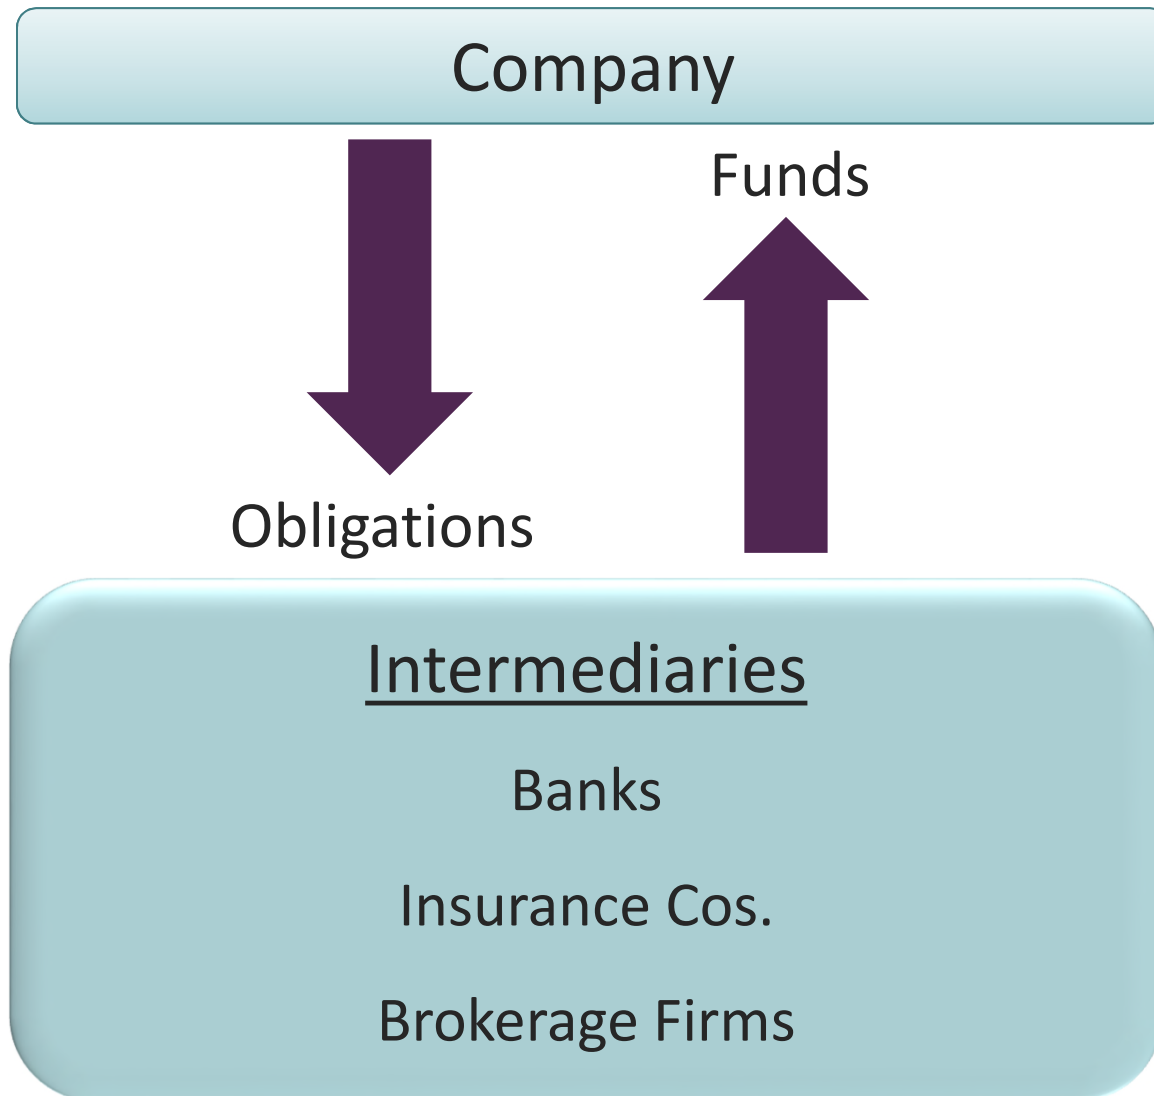 Company
Funds
Obligations
Intermediaries
Banks
Insurance Cos.
Brokerage Firms